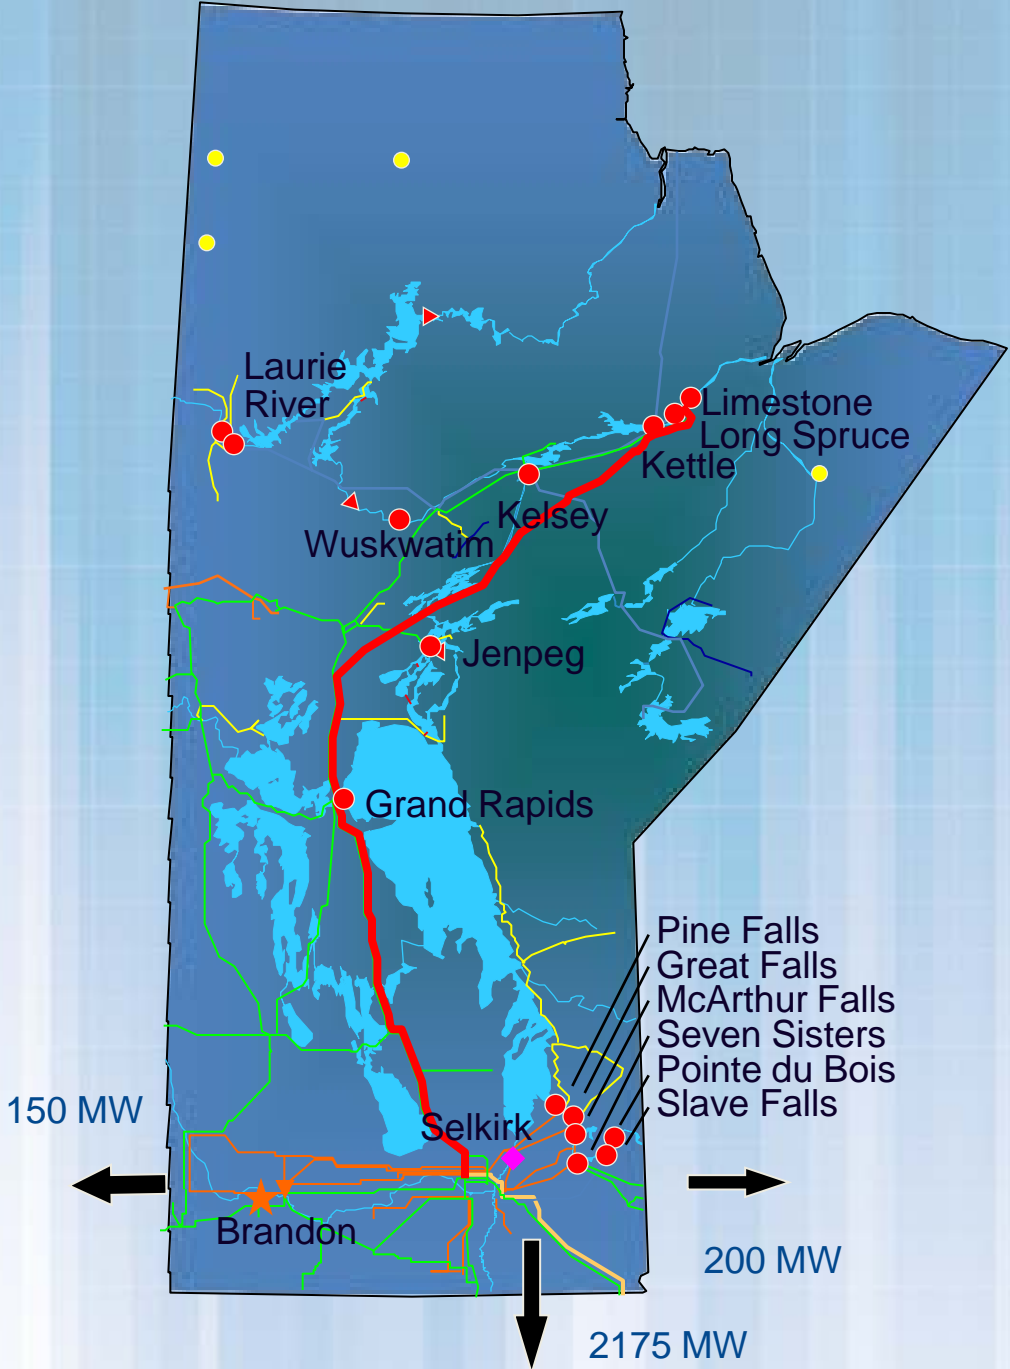 Laurie
River
Limestone
Long Spruce
Kettle
Kelsey
Wuskwatim
Jenpeg
Grand Rapids
Pine Falls
Great Falls
McArthur Falls
Seven Sisters
Pointe du Bois
Slave Falls
150 MW
Selkirk
Brandon
200 MW
2175 MW